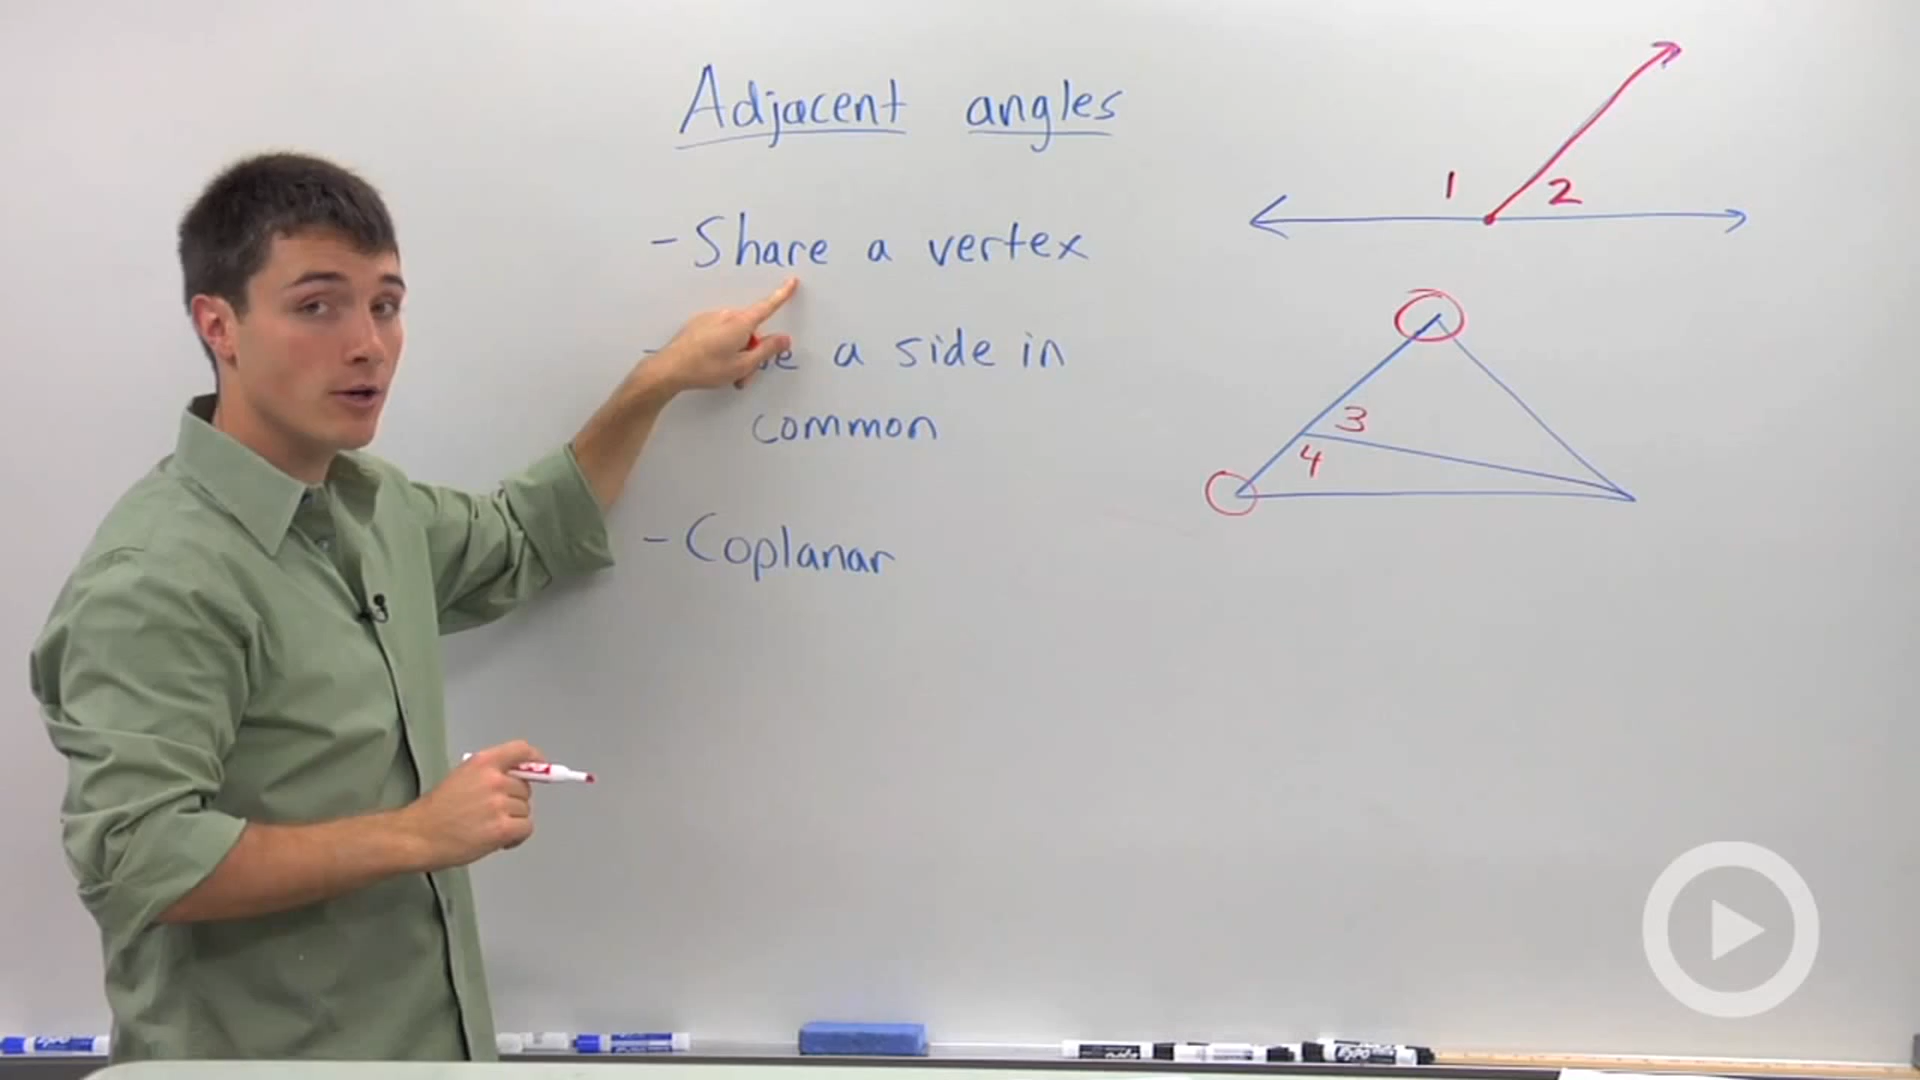 Adjacent angles
- Share a vertex
- a side in
common
- Coplanar
1 2
3
4